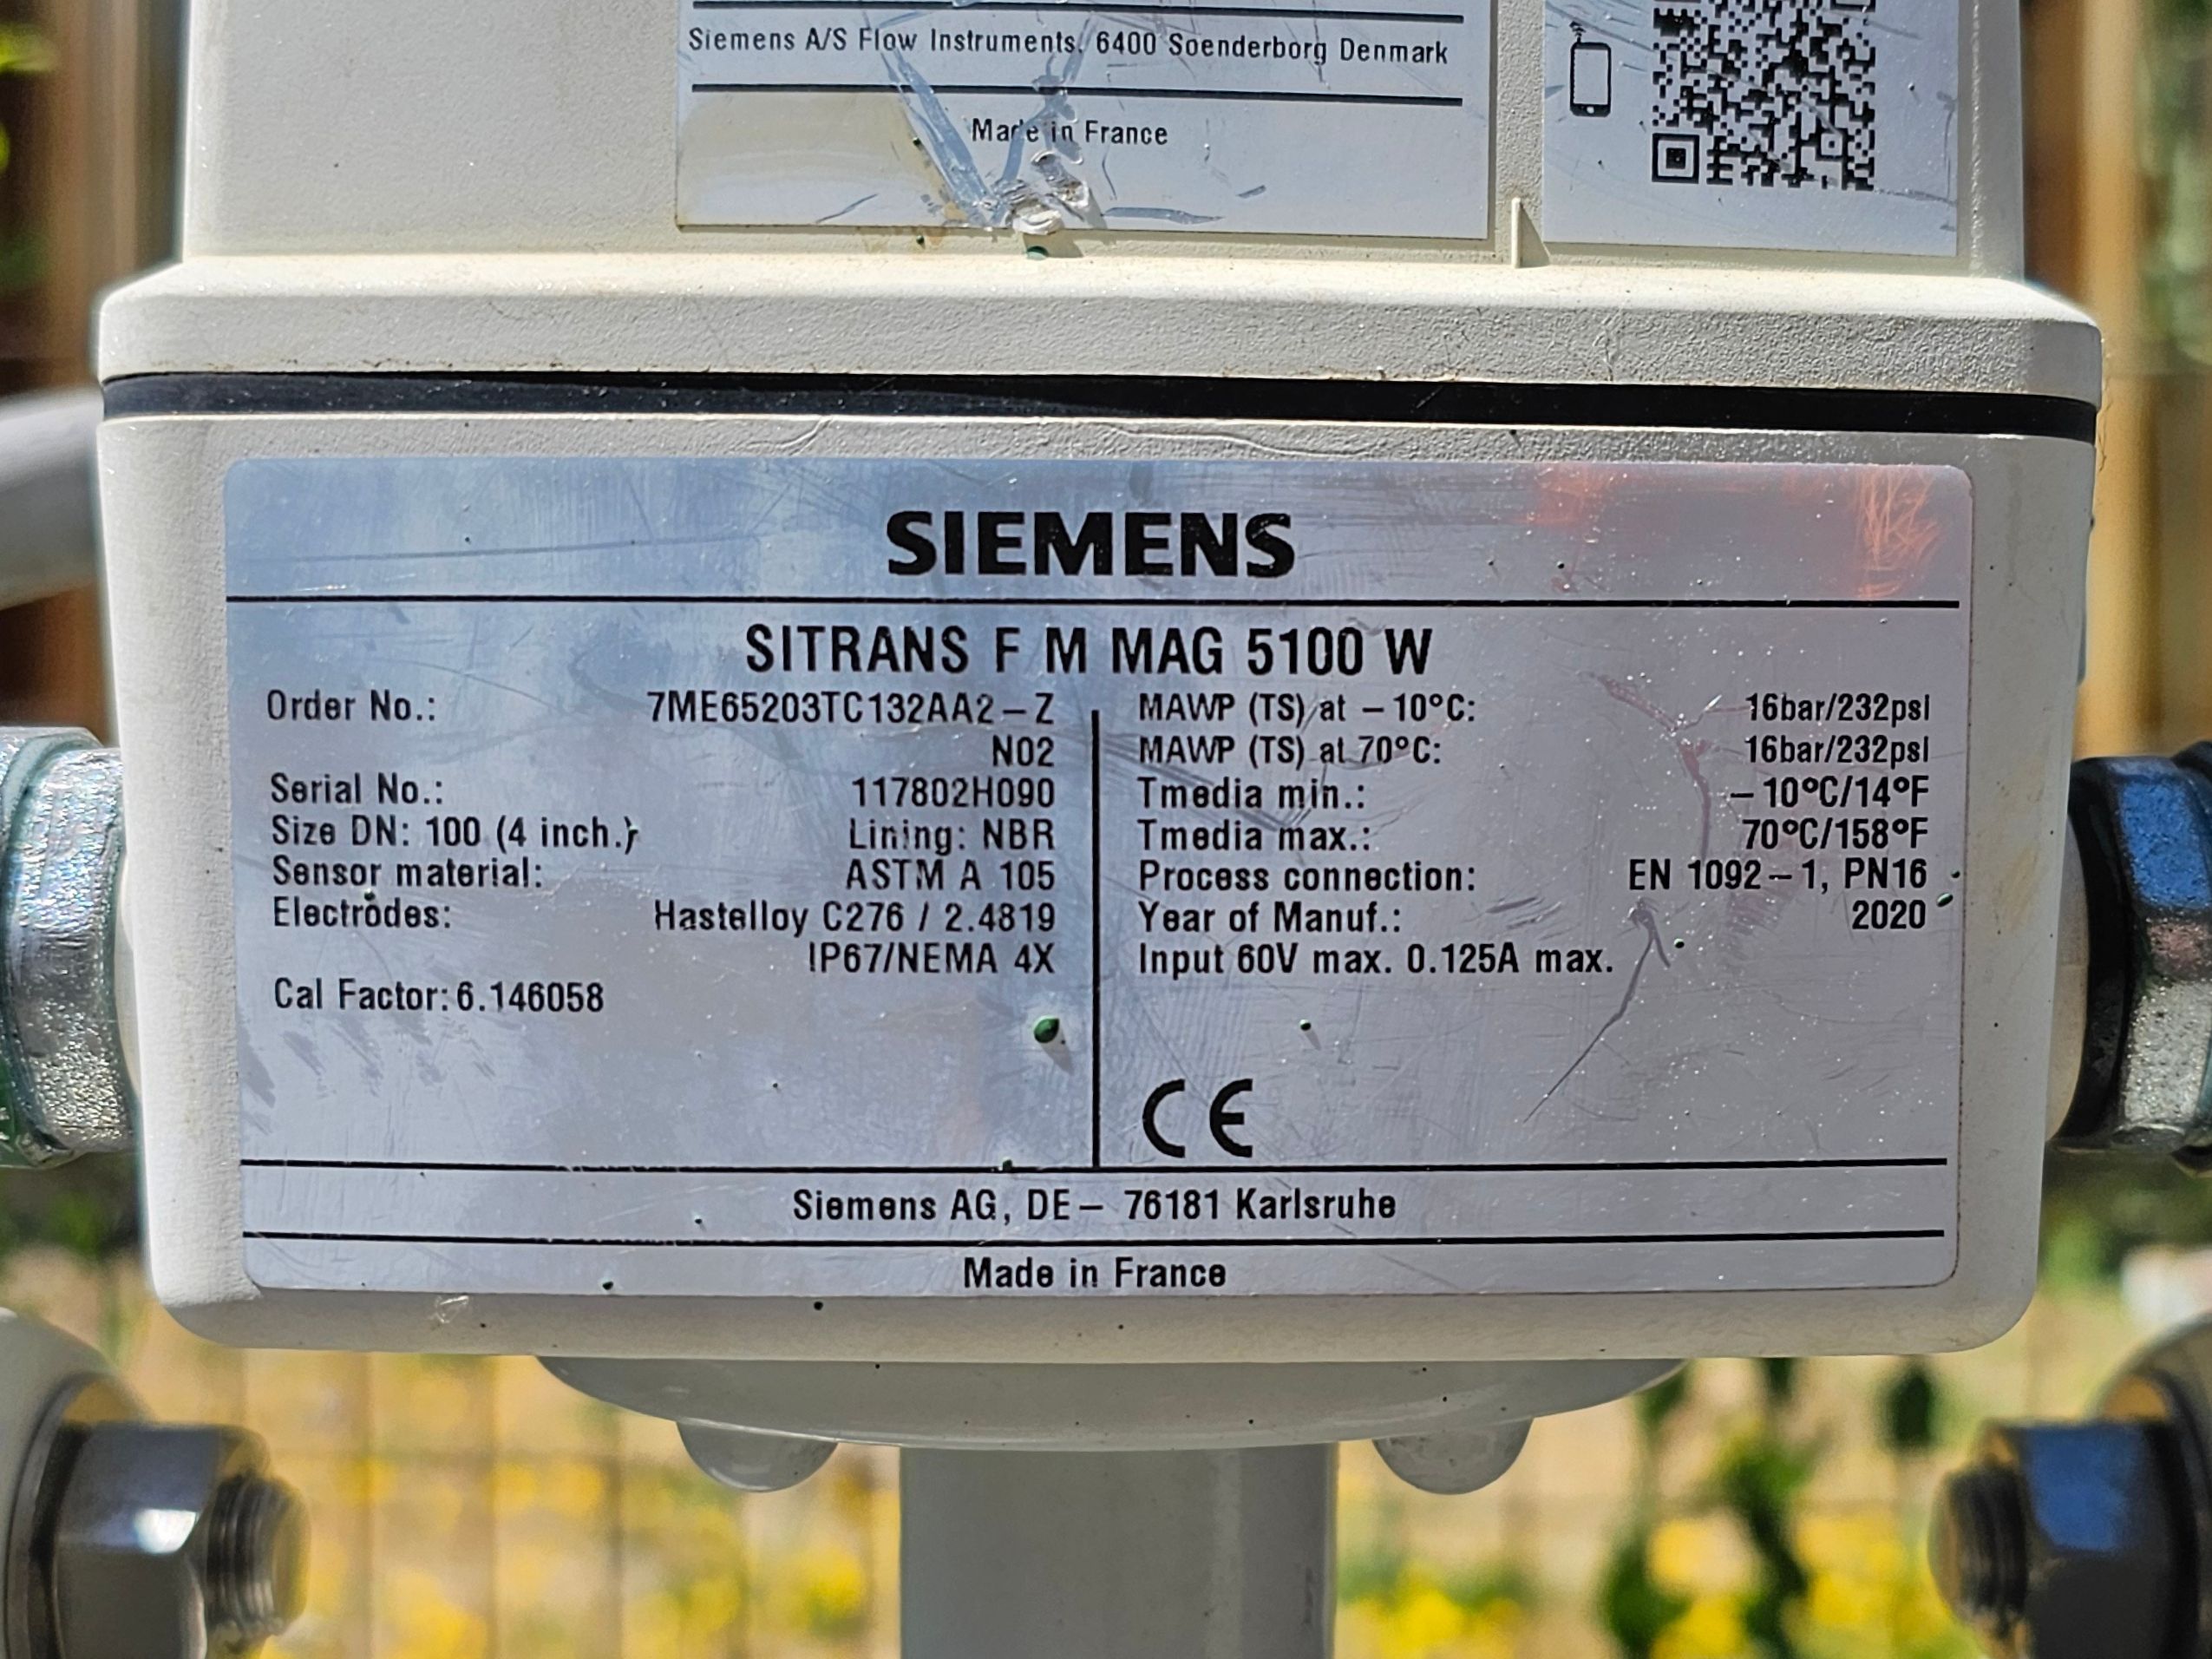 Siemens A/S Flow Instruments, 6400 Soenderborg Denmark
Made in France
SIEMENS
SITRANS F M MAG 5100 W
Order No.: 7ME65203TC132AA2-Z
N02
Serial No.: 117802H090
Size DN: 100 (4 inch.) Lining: NBR
Sensor material: ASTM A 105
Electrodes: Hastelloy C276 / 2.4819
IP67/NEMA 4X
Cal Factor: 6.146058
MAWP (TS) at -10°C: 16bar/232psi
MAWP (TS) at 70°C: 16bar/232psi
Tmedia min.: -10°C/14°F
Tmedia max.: 70°C/158°F
Process connection: EN 1092-1, PN16
Year of Manuf.: 2020
Input 60V max. 0.125A max.
CE
Siemens AG, DE- 76181 Karlsruhe
Made in France